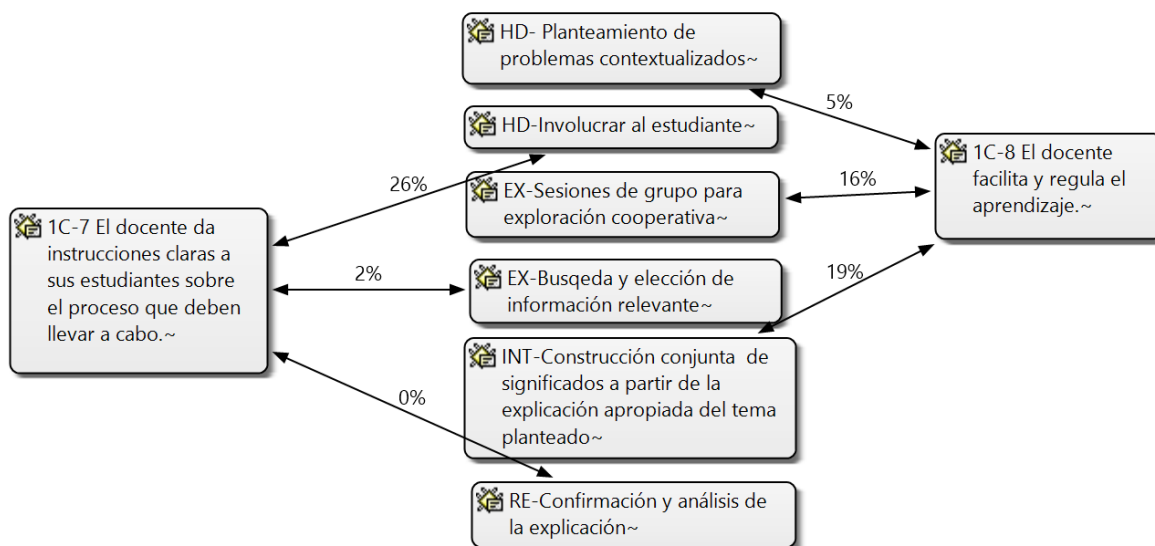 HD- Planteamiento de
problemas contextualizados~
5%
HD-Involucrar al estudiante~
1C-8 El docente
facilita y regula el
aprendizaje.~
26%
EX-Sesiones de grupo para
exploración cooperativa~
16%
1C-7 El docente da
instrucciones claras a
sus estudiantes sobre
el proceso que deben
llevar a cabo.~
2%
EX-Busqeda y elección de
información relevante~
19%
INT-Construcción conjunta  de
significados a partir de la
explicación apropiada del tema
planteado~
0%
RE-Confirmación y análisis de
la explicación~